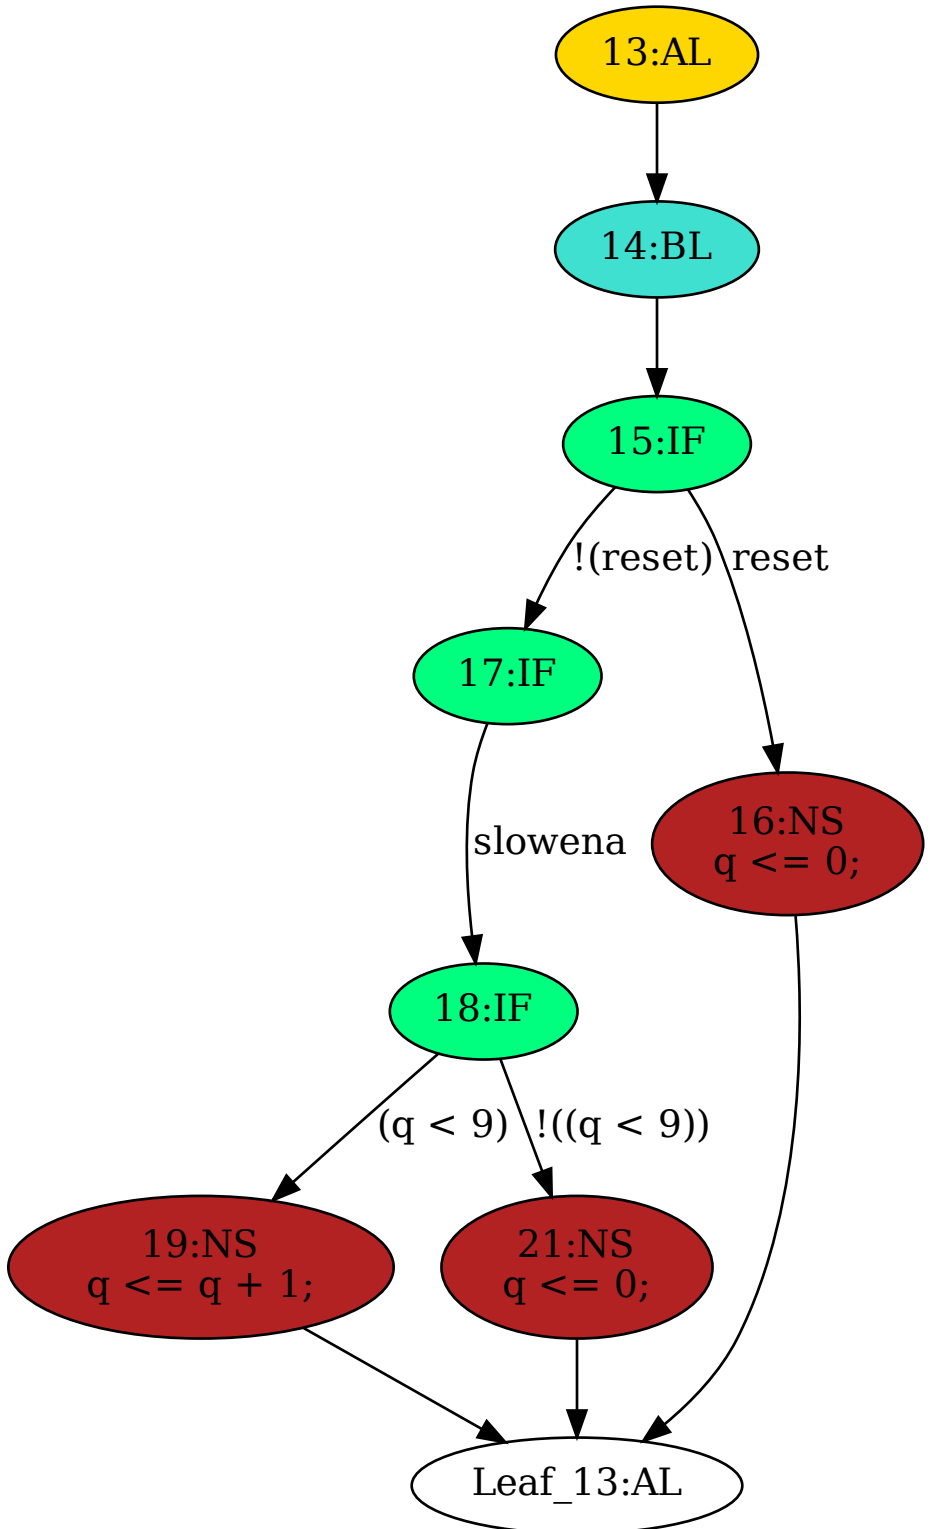 13:AL
14:BL
15:IF
!(reset)
reset
17:IF
16:NS
q <= 0;
slowena
18:IF
(q < 9)
!((q < 9))
19:NS
q <= q + 1;
21:NS
q <= 0;
Leaf_13:AL